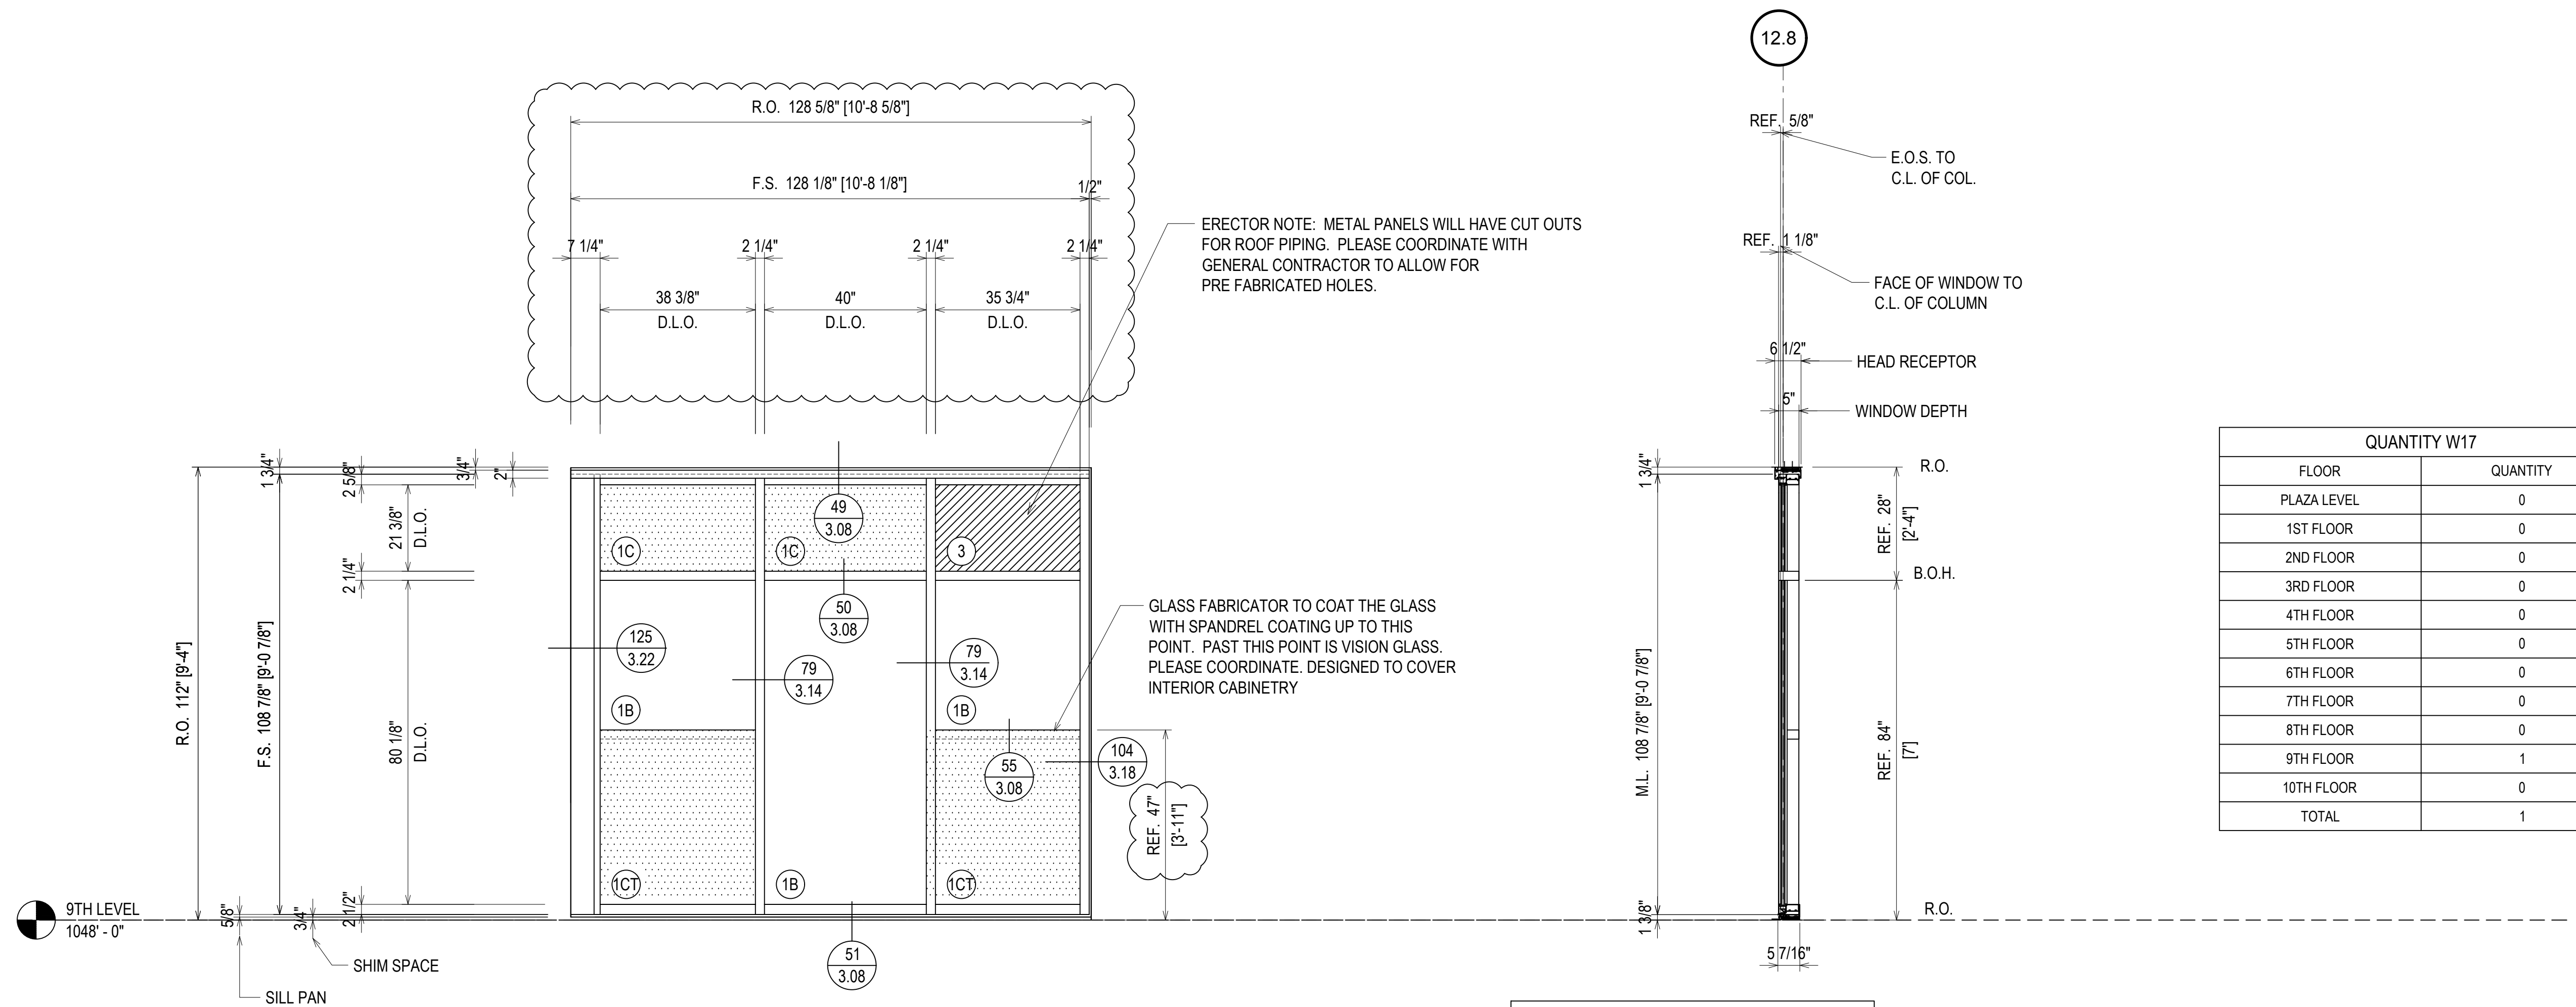 12.8
R.O. 128 5/8" [10'-8 5/8"]
F.S. 128 1/8" [10'-8 1/8"]
1/2"
7 1/4"
2 1/4"
2 1/4"
2 1/4"
38 3/8"
D.L.O.
40"
D.L.O.
35 3/4"
D.L.O.
ERECTOR NOTE: METAL PANELS WILL HAVE CUT OUTS
FOR ROOF PIPING. PLEASE COORDINATE WITH
GENERAL CONTRACTOR TO ALLOW FOR
PRE FABRICATED HOLES.
R.O. 112" [9'-4"]
F.S. 108 7/8" [9'-0 7/8"]
1 3/4"
2 5/8"
3/4"
2"
21 3/8"
D.L.O.
2 1/4"
80 1/8"
D.L.O.
2 1/2"
3/4"
5/8"
9TH LEVEL
1048' - 0"
SHIM SPACE
SILL PAN
49
3.08
1C
1C
3
50
3.08
125
3.22
79
3.14
79
3.14
1B
1B
GLASS FABRICATOR TO COAT THE GLASS
WITH SPANDREL COATING UP TO THIS
POINT. PAST THIS POINT IS VISION GLASS.
PLEASE COORDINATE. DESIGNED TO COVER
INTERIOR CABINETRY
55
3.08
104
3.18
REF. 47"
[3'-11"]
1CT
1B
1CT
51
3.08
REF. 5/8"
E.O.S. TO
C.L. OF COL.
REF. 1 1/8"
FACE OF WINDOW TO
C.L. OF COLUMN
6 1/2"
HEAD RECEPTOR
5"
WINDOW DEPTH
1 3/4"
R.O.
REF. 28"
[2'-4"]
B.O.H.
M.L. 108 7/8" [9'-0 7/8"]
REF. 84"
[7']
1 3/8"
R.O.
5 7/16"
QUANTITY W17
FLOOR QUANTITY
PLAZA LEVEL 0
1ST FLOOR 0
2ND FLOOR 0
3RD FLOOR 0
4TH FLOOR 0
5TH FLOOR 0
6TH FLOOR 0
7TH FLOOR 0
8TH FLOOR 0
9TH FLOOR 1
10TH FLOOR 0
TOTAL 1